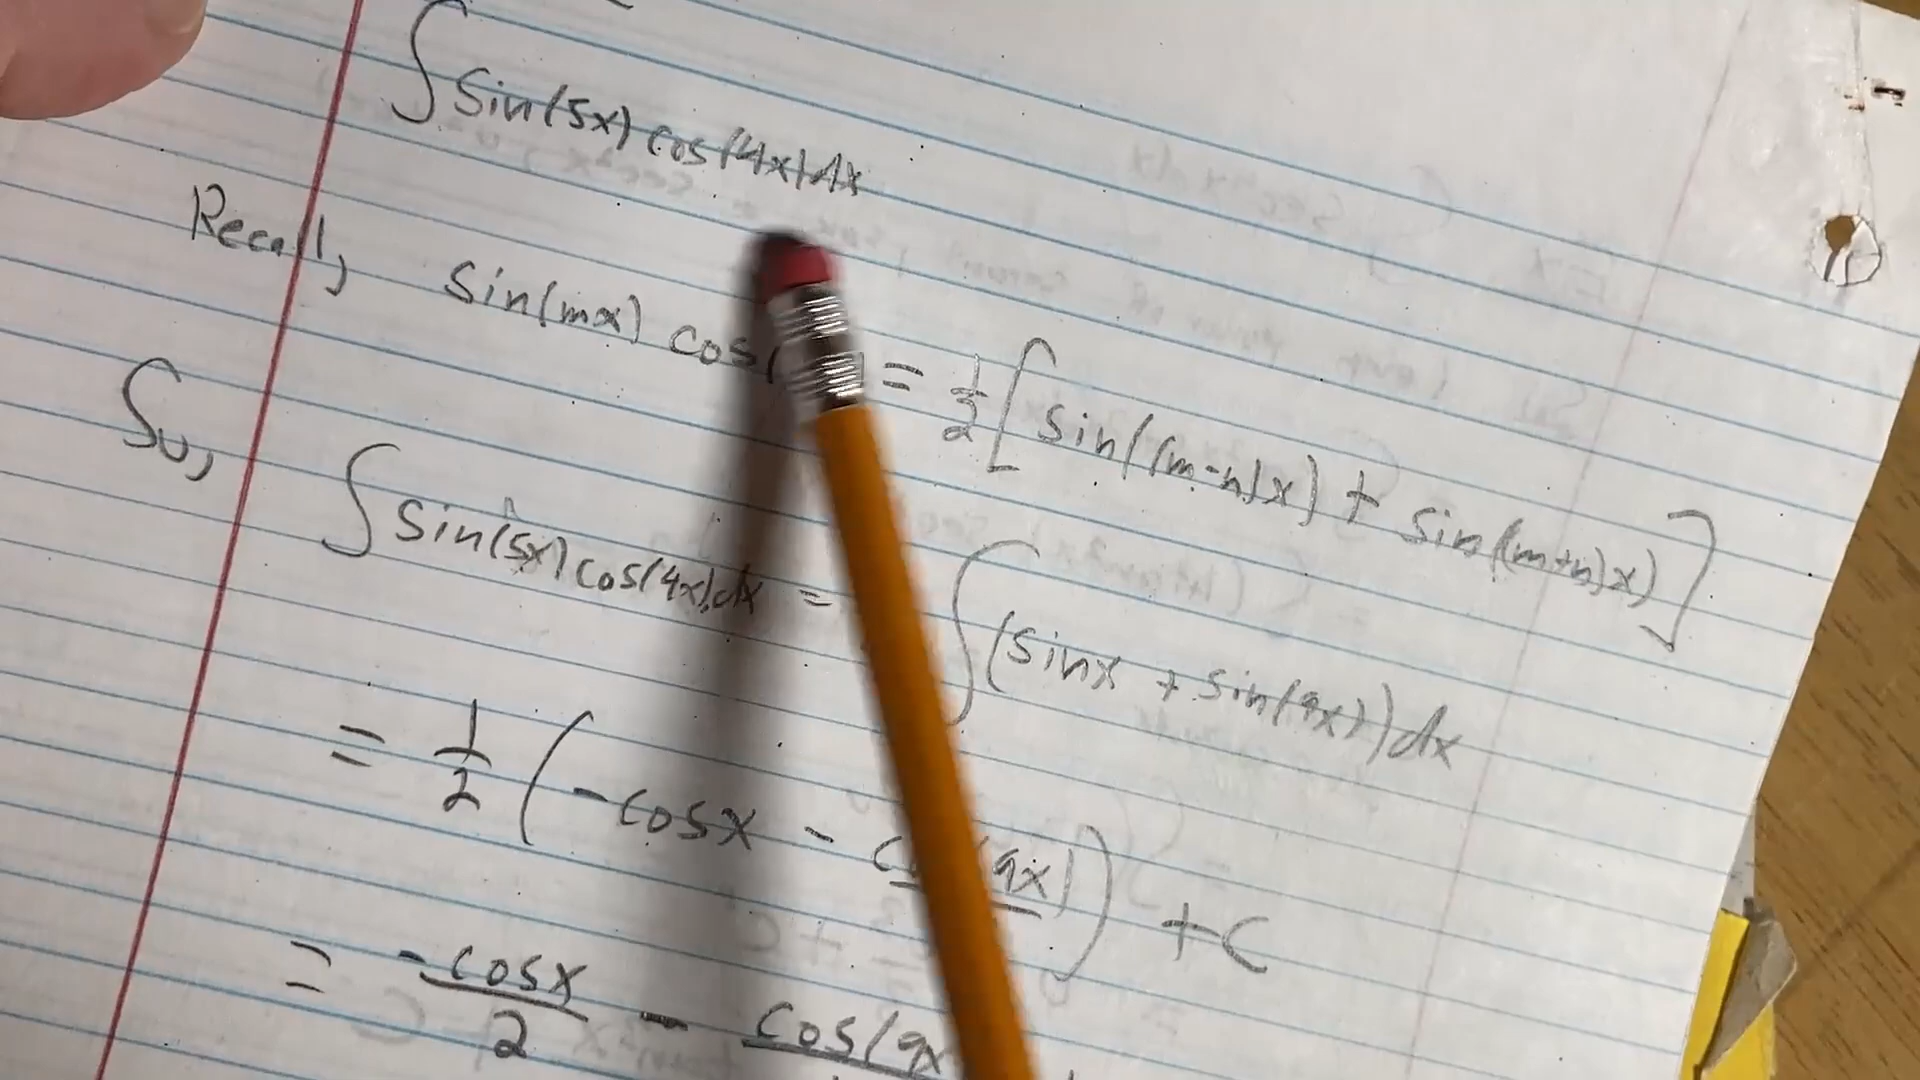 ∫ sin(5x) cos(4x) dx
Recall, sin(mx) cos( = 1/2 [ sin((m-n)x) + sin((m+n)x) ]
So, ∫ sin(5x) cos(4x) dx = ∫ (sinx + sin(9x)) dx
= 1/2 ( -cosx - (9x) ) + C
= -cosx/2 - cos(9x